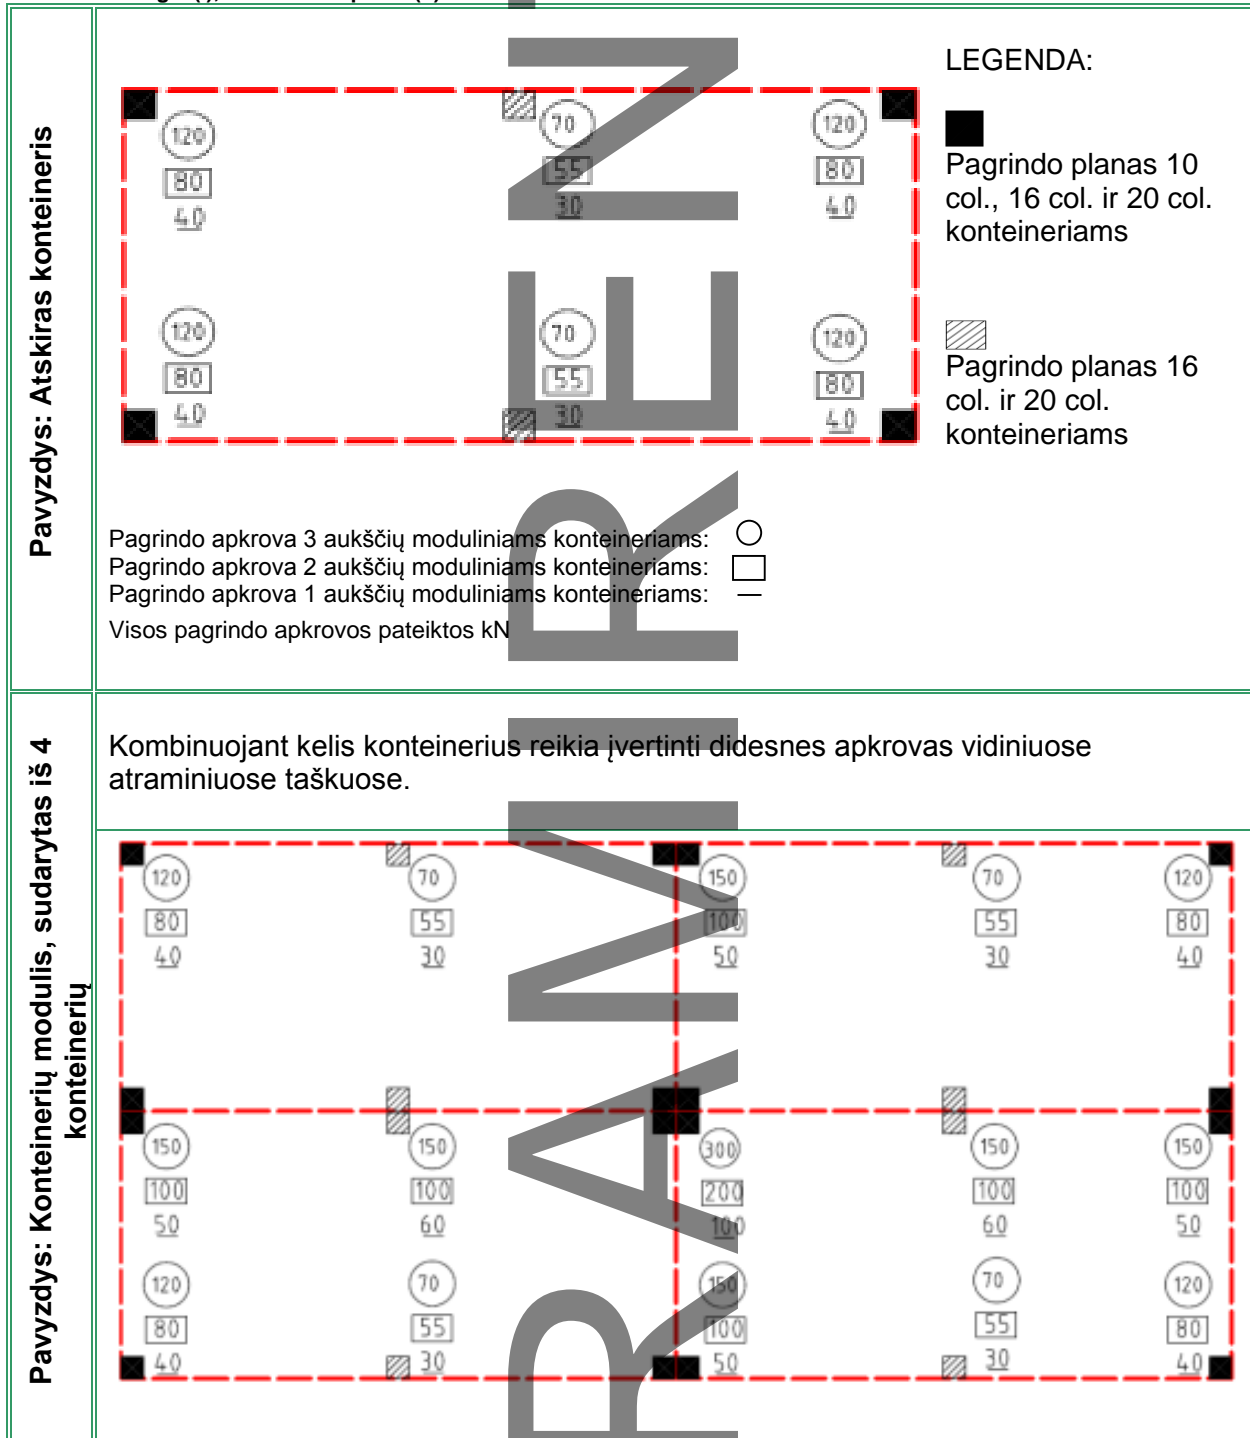 Pavyzdys: Atskiras konteineris
120 70 120
80 55 80
40 30 40
120 70 120
80 55 80
40 30 40
LEGENDA:
Pagrindo planas 10
col., 16 col. ir 20 col.
konteineriams
Pagrindo planas 16
col. ir 20 col.
konteineriams
Pagrindo apkrova 3 aukščių moduliniams konteineriams:
Pagrindo apkrova 2 aukščių moduliniams konteineriams:
Pagrindo apkrova 1 aukščių moduliniams konteineriams:
Visos pagrindo apkrovos pateiktos kN
Pavyzdys: Konteinerių modulis, sudarytas iš 4
konteinerių
Kombinuojant kelis konteinerius reikia įvertinti didesnes apkrovas vidiniuose
atraminiuose taškuose.
120 70 150 70 120
80 55 100 55 80
40 30 50 30 40
150 150 300 150 150
100 100 200 100 100
50 60 100 60 50
120 70 150 70 120
80 55 100 55 80
40 30 50 30 40
RAMIREN